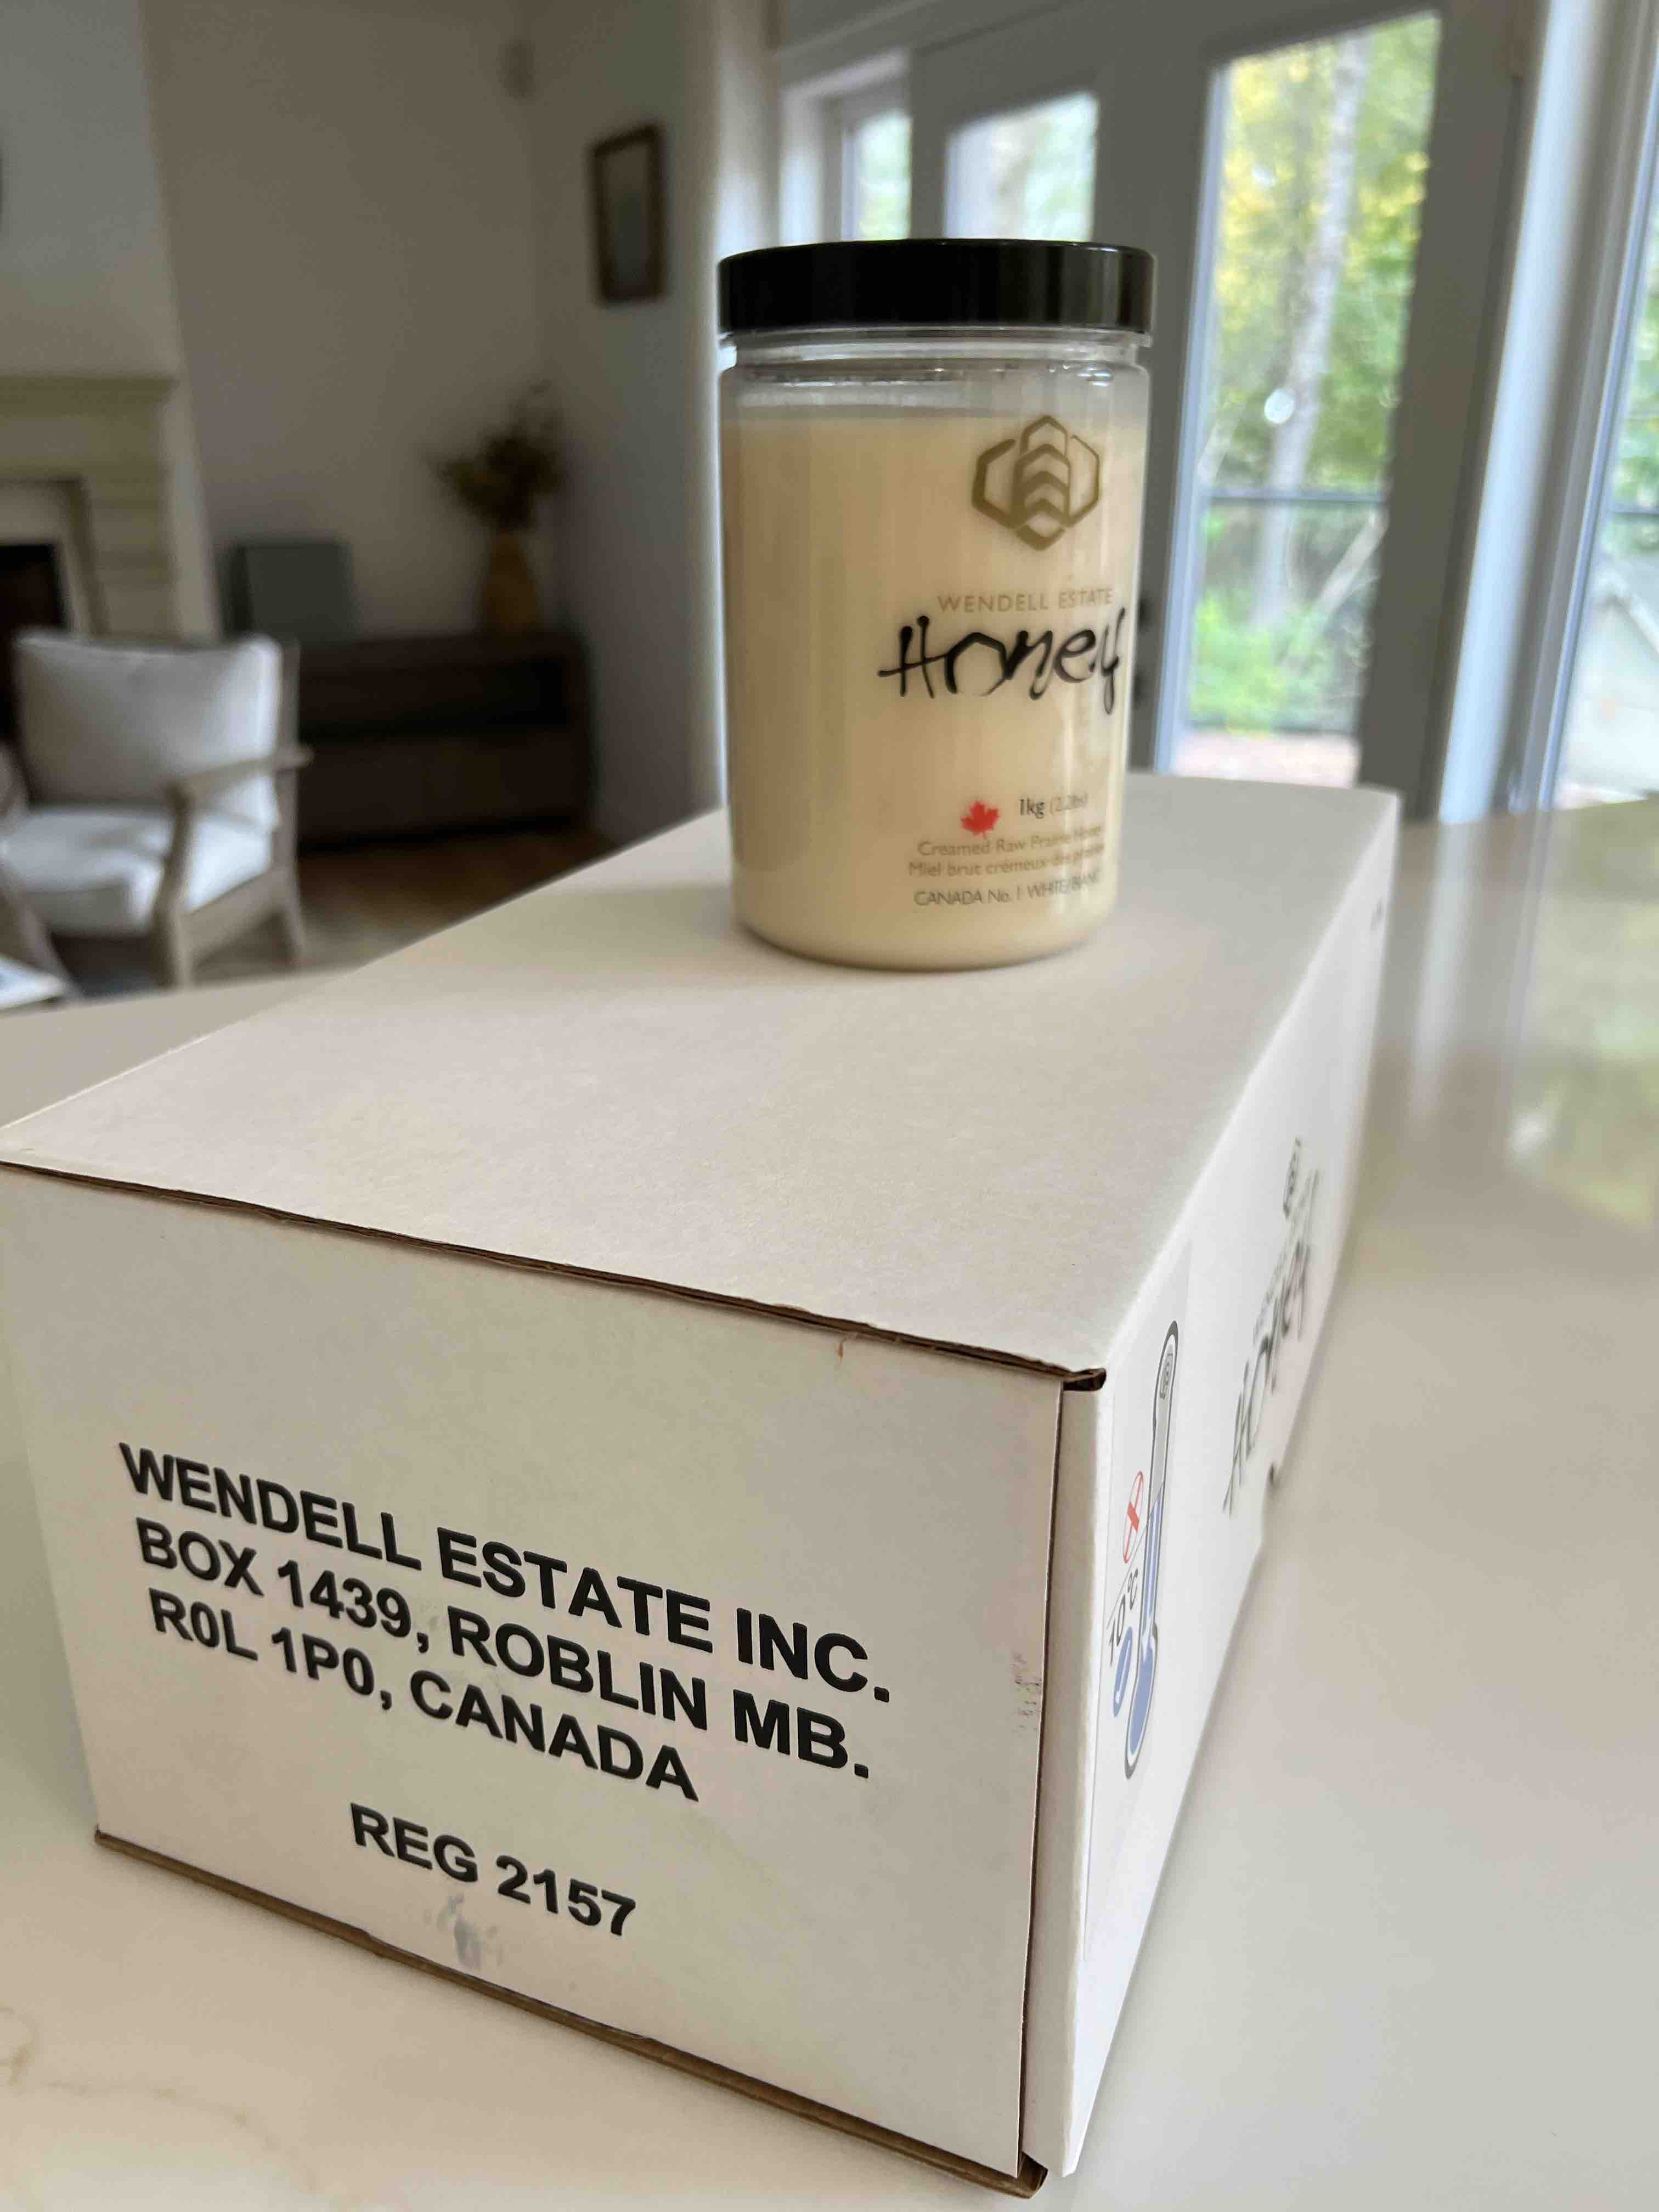 WENDELL ESTATE
Honey
1kg (2.2lbs)
Creamed Raw Prairie Honey
Miel brut crémeux des prairies
CANADA No. 1 WHITE/BLANC
WENDELL ESTATE INC.
BOX 1439, ROBLIN MB.
R0L 1P0, CANADA
REG 2157
Honey